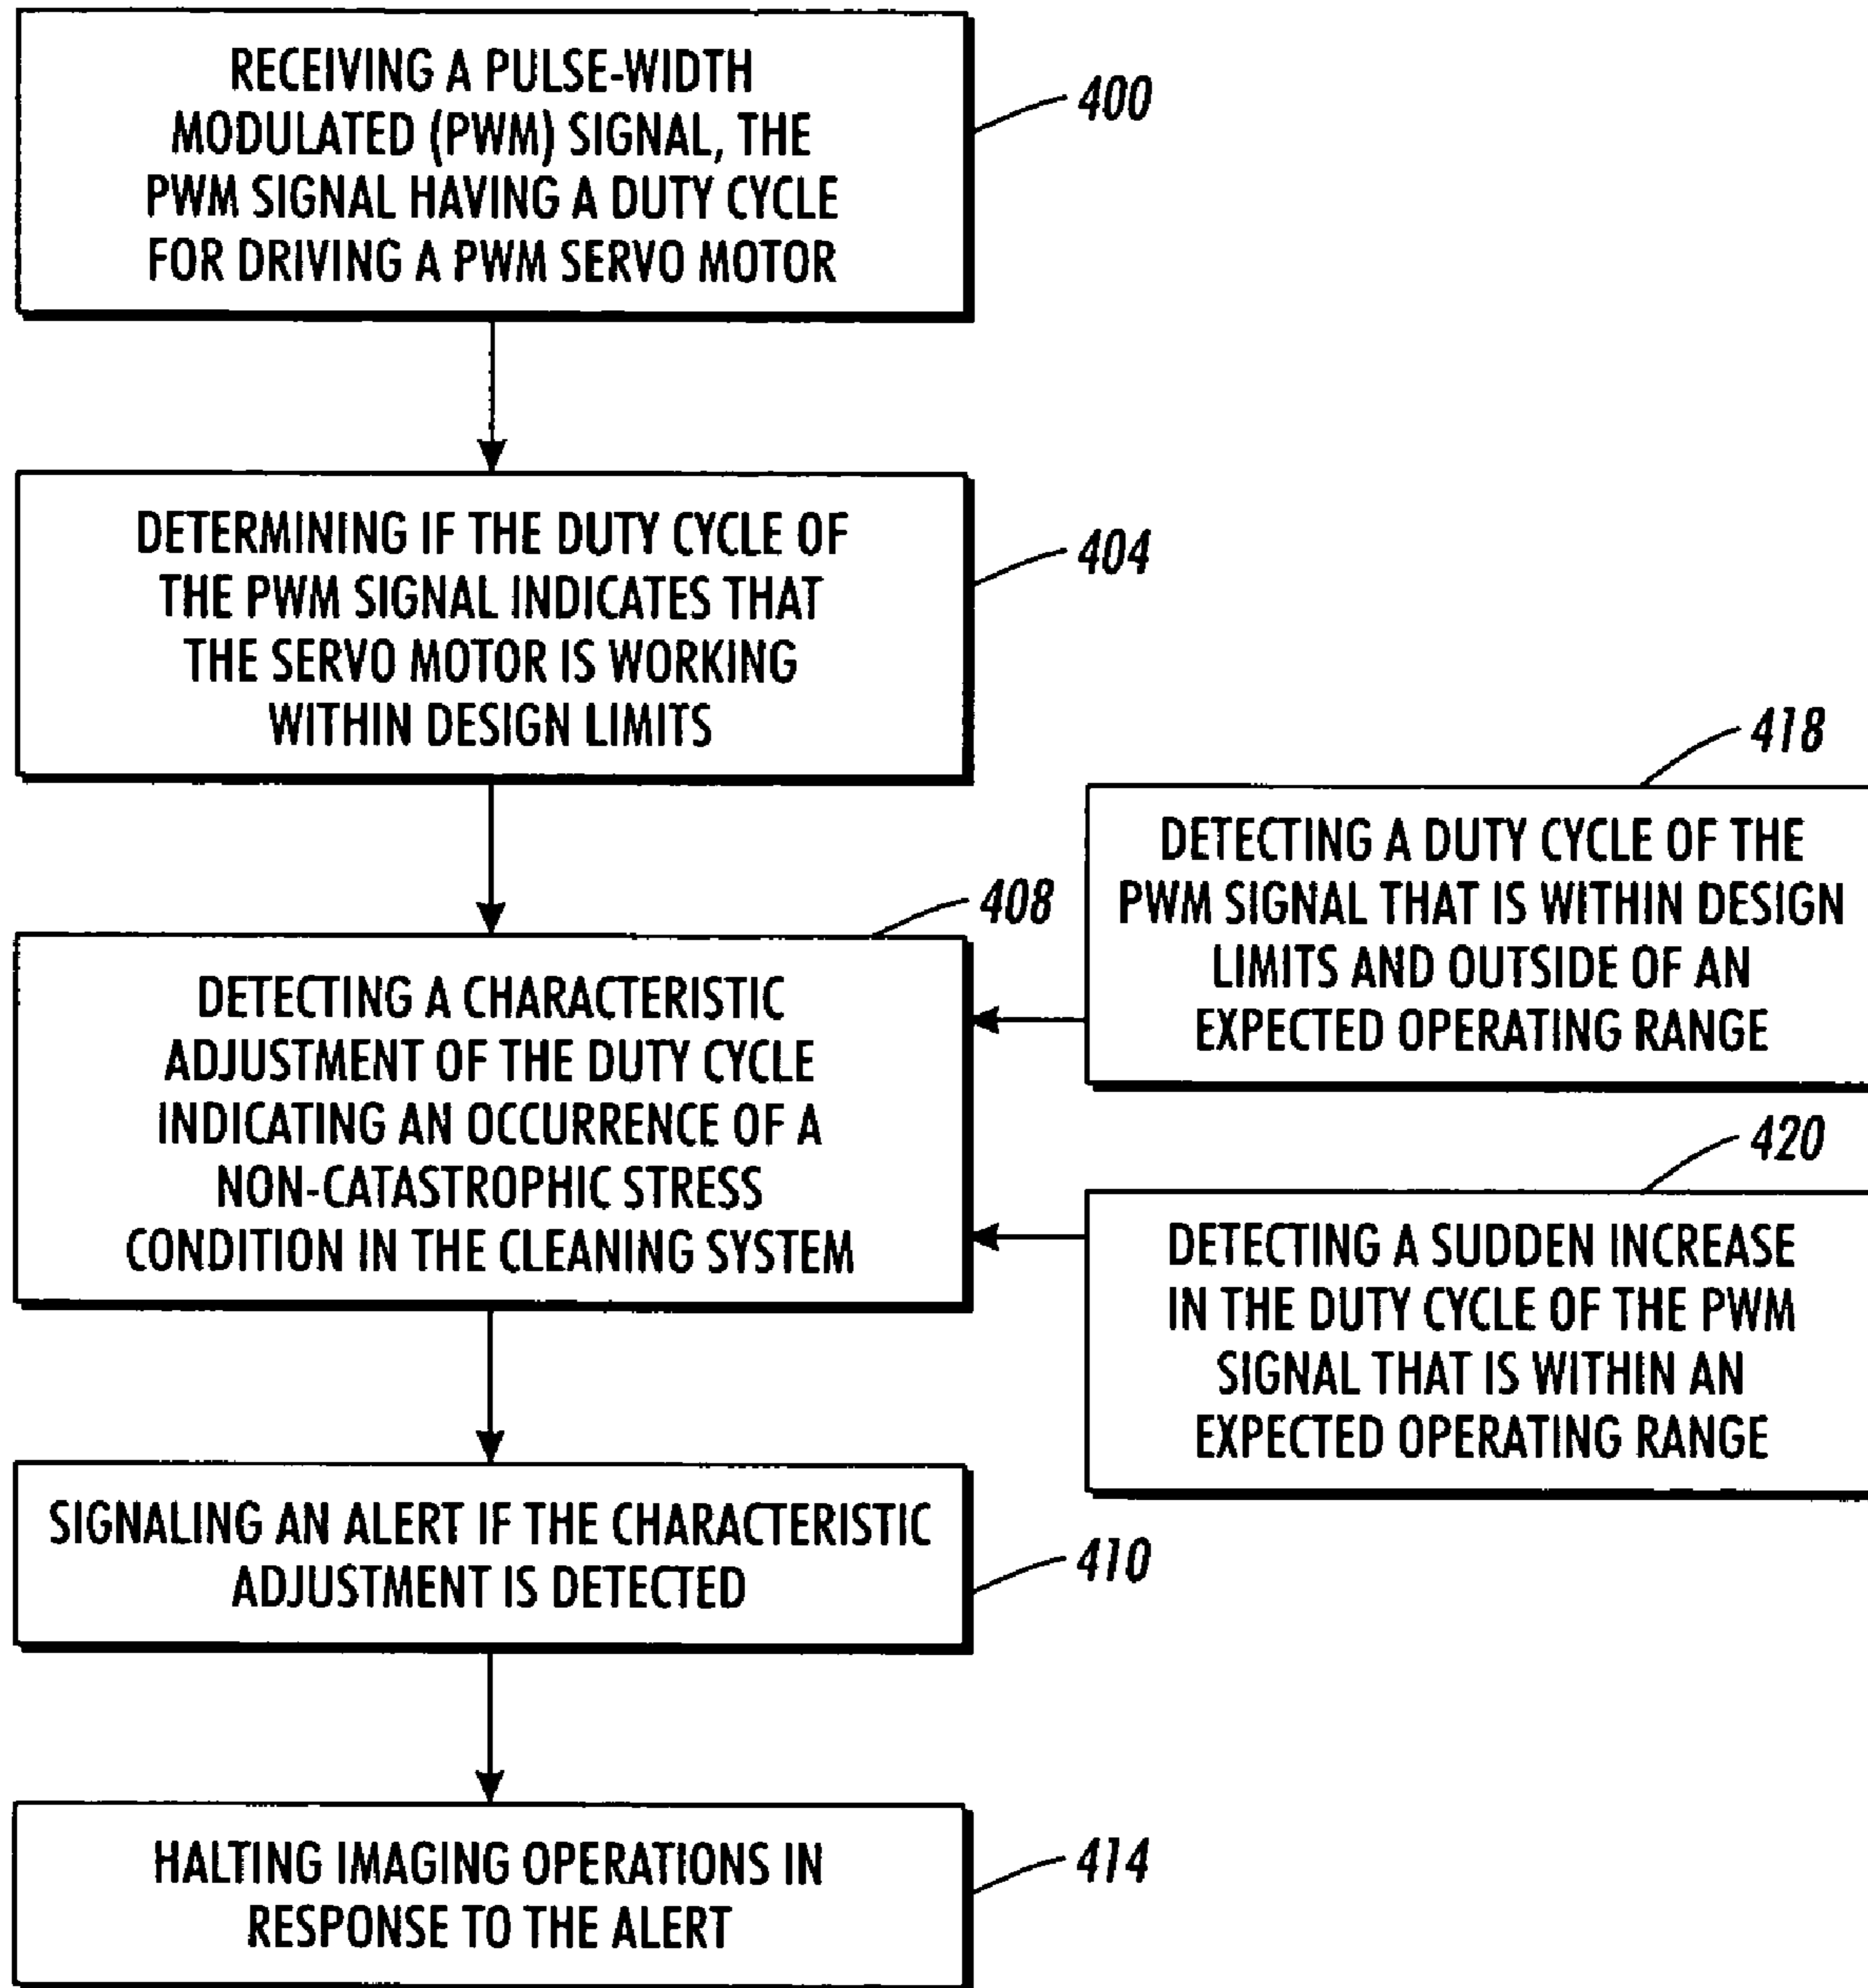 RECEIVING A PULSE-WIDTH
MODULATED (PWM) SIGNAL, THE
PWM SIGNAL HAVING A DUTY CYCLE
FOR DRIVING A PWM SERVO MOTOR
400
DETERMINING IF THE DUTY CYCLE OF
THE PWM SIGNAL INDICATES THAT
THE SERVO MOTOR IS WORKING
WITHIN DESIGN LIMITS
404
418
DETECTING A DUTY CYCLE OF THE
PWM SIGNAL THAT IS WITHIN DESIGN
LIMITS AND OUTSIDE OF AN
EXPECTED OPERATING RANGE
408
DETECTING A CHARACTERISTIC
ADJUSTMENT OF THE DUTY CYCLE
INDICATING AN OCCURRENCE OF A
NON-CATASTROPHIC STRESS
CONDITION IN THE CLEANING SYSTEM
420
DETECTING A SUDDEN INCREASE
IN THE DUTY CYCLE OF THE PWM
SIGNAL THAT IS WITHIN AN
EXPECTED OPERATING RANGE
SIGNALING AN ALERT IF THE CHARACTERISTIC
ADJUSTMENT IS DETECTED
410
HALTING IMAGING OPERATIONS IN
RESPONSE TO THE ALERT
414